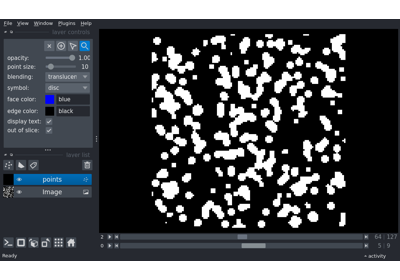 File View Window Plugins Help
layer controls
opacity: 1.00
point size: 10
blending: translucen
symbol: disc
face color: blue
edge color: black
display text:
out of slice:
layer list
points
Image
2 64 127
0 5 9
Ready activity